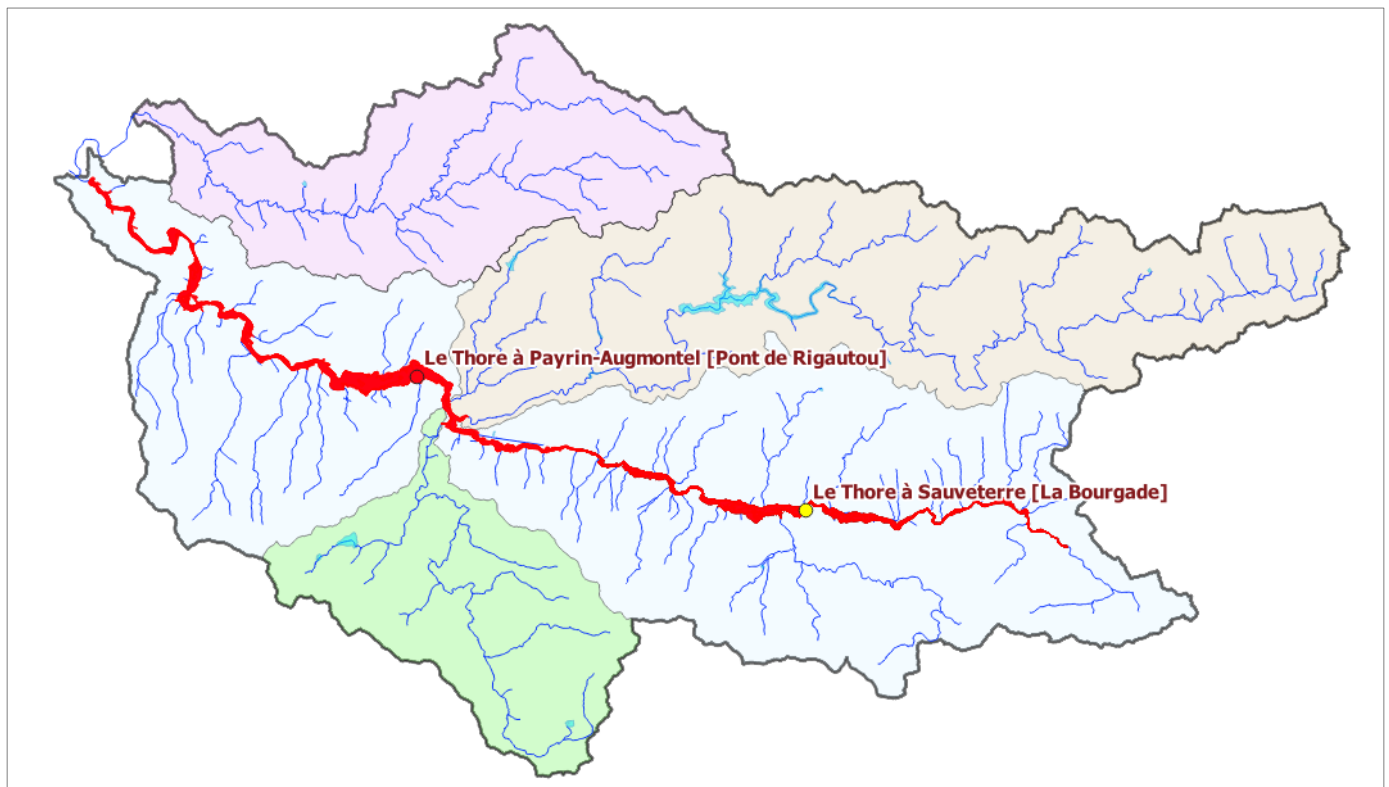 Le Thore à Payrin-Augmontel [Pont de Rigautou]
Le Thore à Sauveterre [La Bourgade]